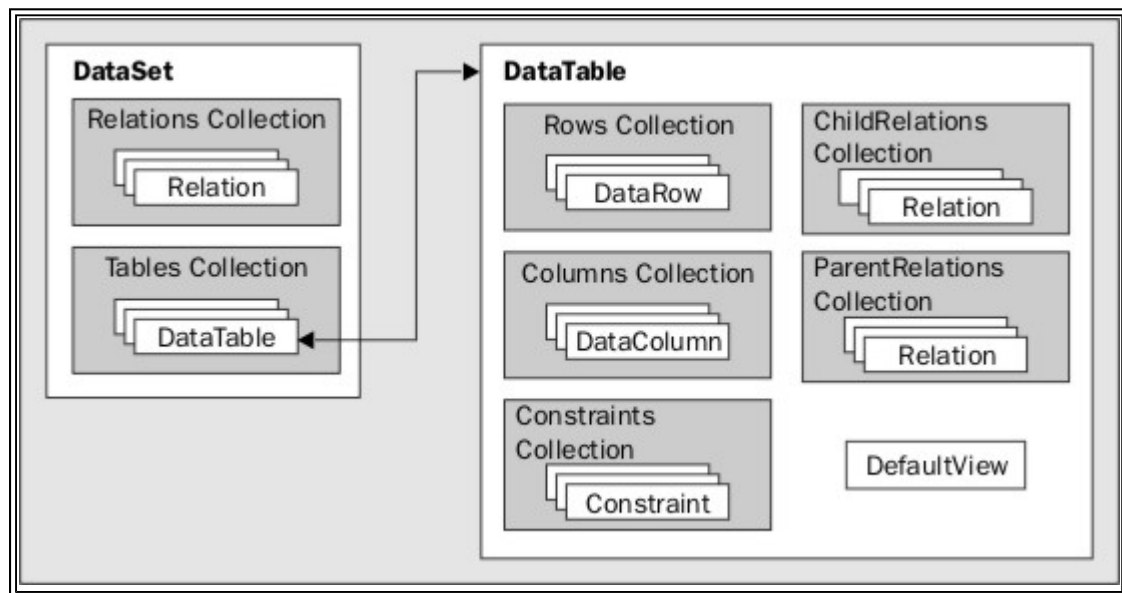 DataSet
Relations Collection
Relation
Tables Collection
DataTable
DataTable
Rows Collection
DataRow
Columns Collection
DataColumn
Constraints
Collection
Constraint
ChildRelations
Collection
Relation
ParentRelations
Collection
Relation
DefaultView